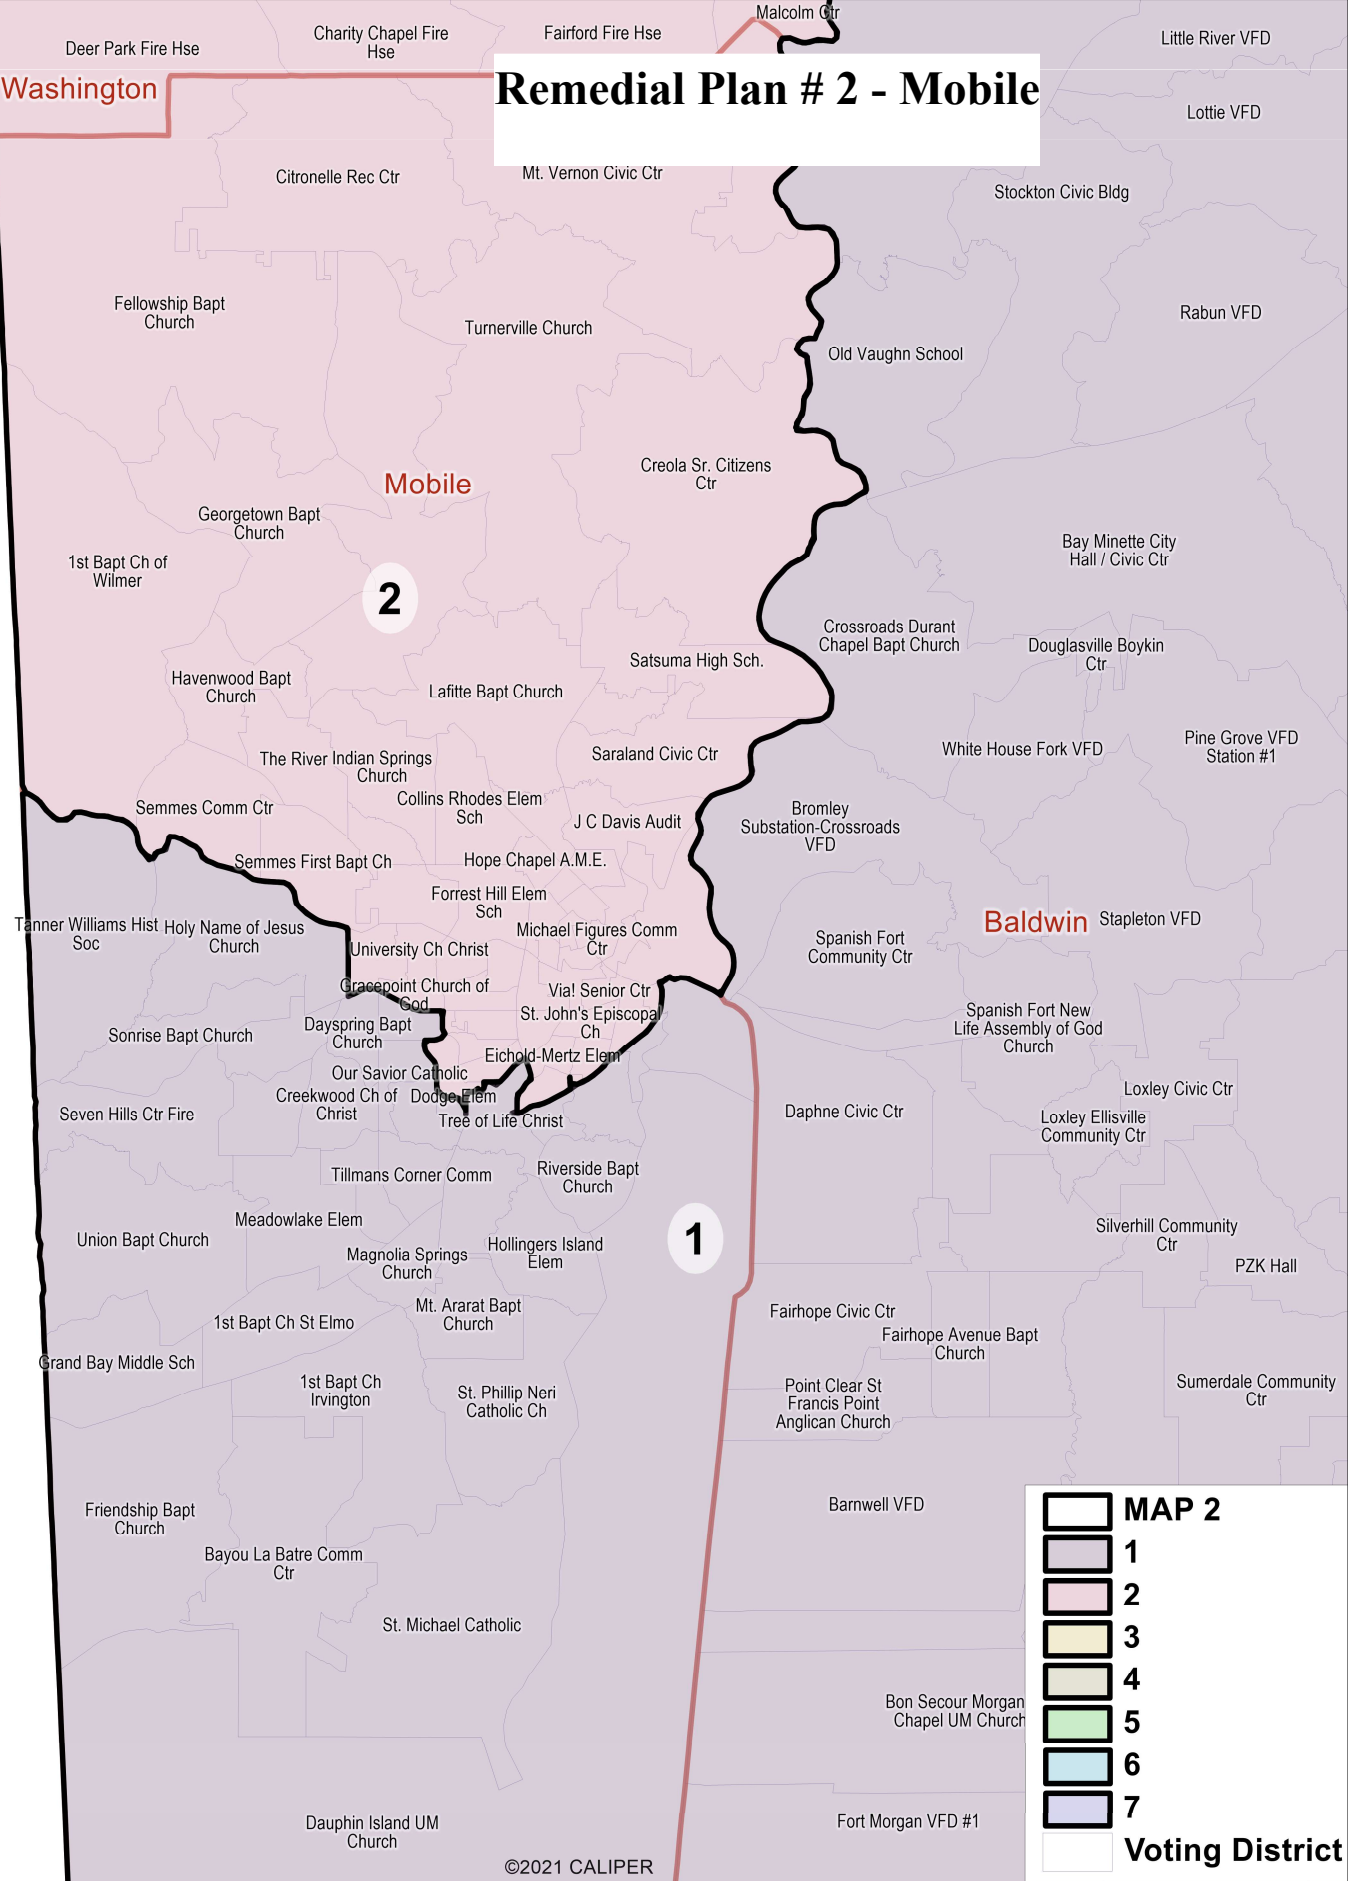 Malcolm Ctr
Deer Park Fire Hse
Charity Chapel Fire
Hse
Fairford Fire Hse
Little River VFD
Washington
Remedial Plan # 2 - Mobile
Lottie VFD
Citronelle Rec Ctr
Mt. Vernon Civic Ctr
Stockton Civic Bldg
Fellowship Bapt
Church
Turnerville Church
Rabun VFD
Old Vaughn School
Creola Sr. Citizens
Ctr
Mobile
Georgetown Bapt
Church
1st Bapt Ch of
Wilmer
2
Bay Minette City
Hall / Civic Ctr
Crossroads Durant
Chapel Bapt Church
Douglasville Boykin
Ctr
Satsuma High Sch.
Havenwood Bapt
Church
Lafitte Bapt Church
The River Indian Springs
Church
Saraland Civic Ctr
White House Fork VFD
Pine Grove VFD
Station #1
Semmes Comm Ctr
Collins Rhodes Elem
Sch
J C Davis Audit
Bromley
Substation-Crossroads
VFD
Semmes First Bapt Ch
Hope Chapel A.M.E.
Forrest Hill Elem
Sch
Tanner Williams Hist
Soc
Holy Name of Jesus
Church
University Ch Christ
Michael Figures Comm
Ctr
Spanish Fort
Community Ctr
Baldwin
Stapleton VFD
Gracepoint Church of
God
Via! Senior Ctr
St. John's Episcopal
Ch
Spanish Fort New
Life Assembly of God
Church
Sonrise Bapt Church
Dayspring Bapt
Church
Eichold-Mertz Elem
Our Savior Catholic
Creekwood Ch of
Christ
Dodge Elem
Tree of Life Christ
Seven Hills Ctr Fire
Daphne Civic Ctr
Loxley Civic Ctr
Loxley Ellisville
Community Ctr
Tillmans Corner Comm
Riverside Bapt
Church
Union Bapt Church
Meadowlake Elem
Magnolia Springs
Church
Hollingers Island
Elem
1
Silverhill Community
Ctr
PZK Hall
1st Bapt Ch St Elmo
Mt. Ararat Bapt
Church
Fairhope Civic Ctr
Fairhope Avenue Bapt
Church
Grand Bay Middle Sch
1st Bapt Ch
Irvington
St. Phillip Neri
Catholic Ch
Point Clear St
Francis Point
Anglican Church
Sumerdale Community
Ctr
Friendship Bapt
Church
Barnwell VFD
Bayou La Batre Comm
Ctr
St. Michael Catholic
Bon Secour Morgan
Chapel UM Church
Dauphin Island UM
Church
Fort Morgan VFD #1
©2021 CALIPER
MAP 2
1
2
3
4
5
6
7
Voting District